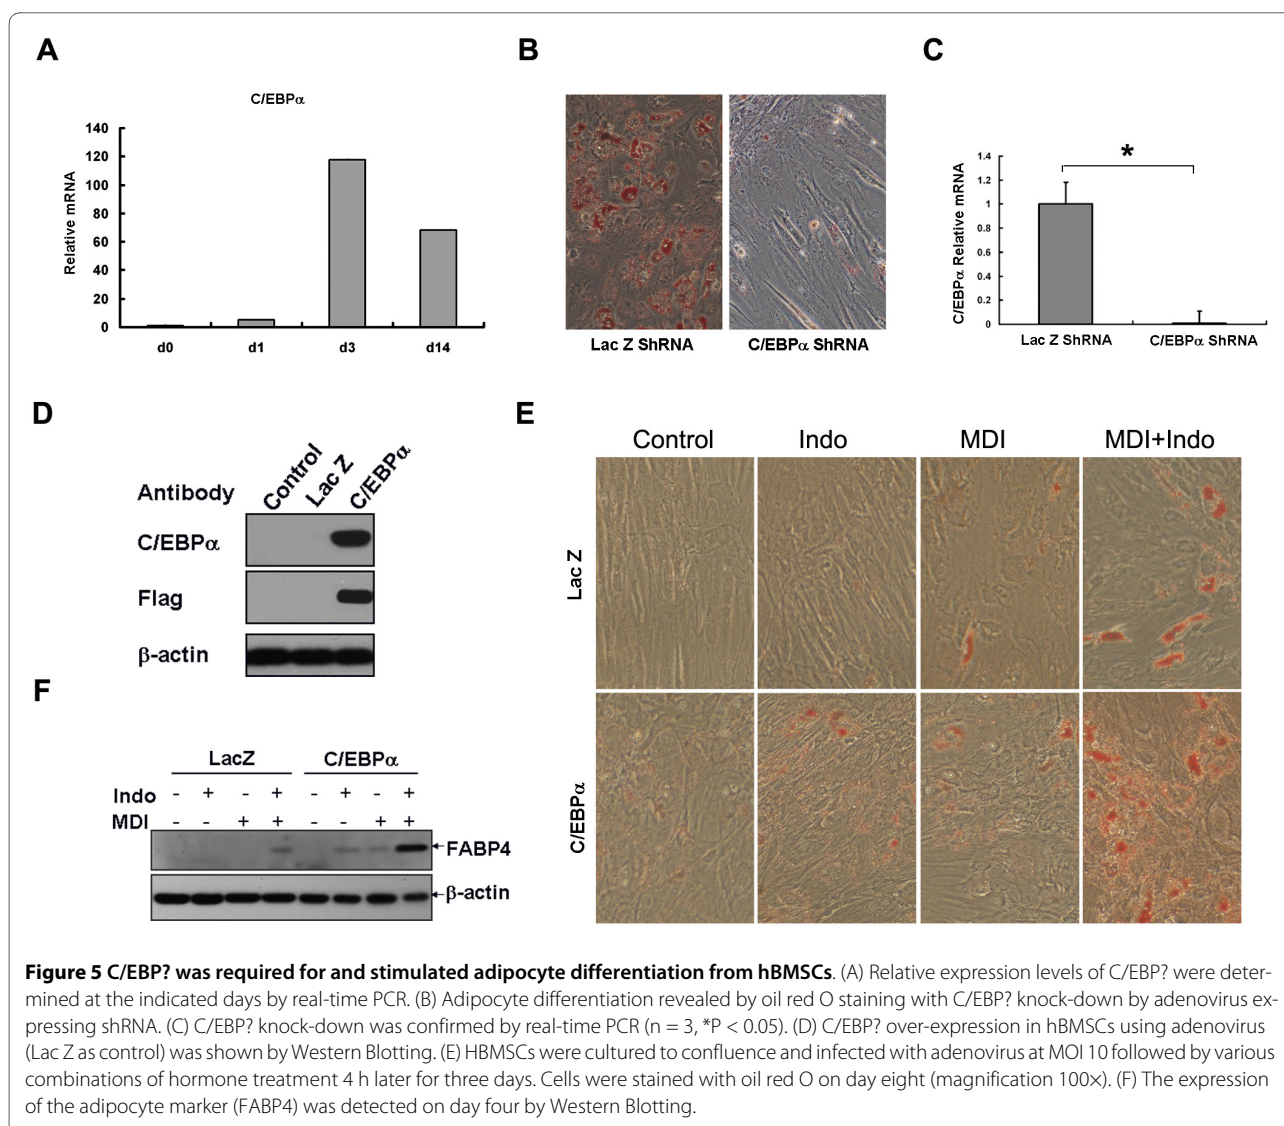 A
C/EBPα
Relative mRNA
140
120
100
80
60
40
20
0
d0 d1 d3 d14
B
Lac Z ShRNA C/EBPα ShRNA
C
C/EBPα Relative mRNA
1.4
1.2
1
0.8
0.6
0.4
0.2
0
*
Lac Z ShRNA C/EBPα ShRNA
D
Antibody Control Lac Z C/EBPα
C/EBPα
Flag
β-actin
E
Control Indo MDI MDI+Indo
Lac Z
C/EBPα
F
LacZ C/EBPα
Indo - + - + - + - +
MDI - - + + - - + +
FABP4
β-actin
Figure 5 C/EBP? was required for and stimulated adipocyte differentiation from hBMSCs. (A) Relative expression levels of C/EBP? were deter-
mined at the indicated days by real-time PCR. (B) Adipocyte differentiation revealed by oil red O staining with C/EBP? knock-down by adenovirus ex-
pressing shRNA. (C) C/EBP? knock-down was confirmed by real-time PCR (n = 3, *P < 0.05). (D) C/EBP? over-expression in hBMSCs using adenovirus
(Lac Z as control) was shown by Western Blotting. (E) HBMSCs were cultured to confluence and infected with adenovirus at MOI 10 followed by various
combinations of hormone treatment 4 h later for three days. Cells were stained with oil red O on day eight (magnification 100×). (F) The expression
of the adipocyte marker (FABP4) was detected on day four by Western Blotting.